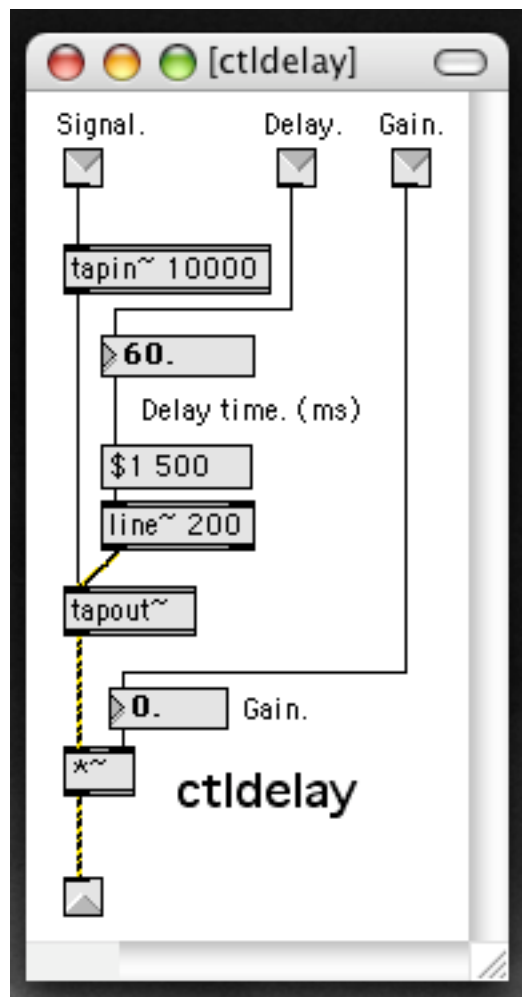 [ctldelay]
Signal. Delay. Gain.
tapin~ 10000
60.
Delay time. (ms)
$1 500
line~ 200
tapout~
0. Gain.
*~
ctldelay